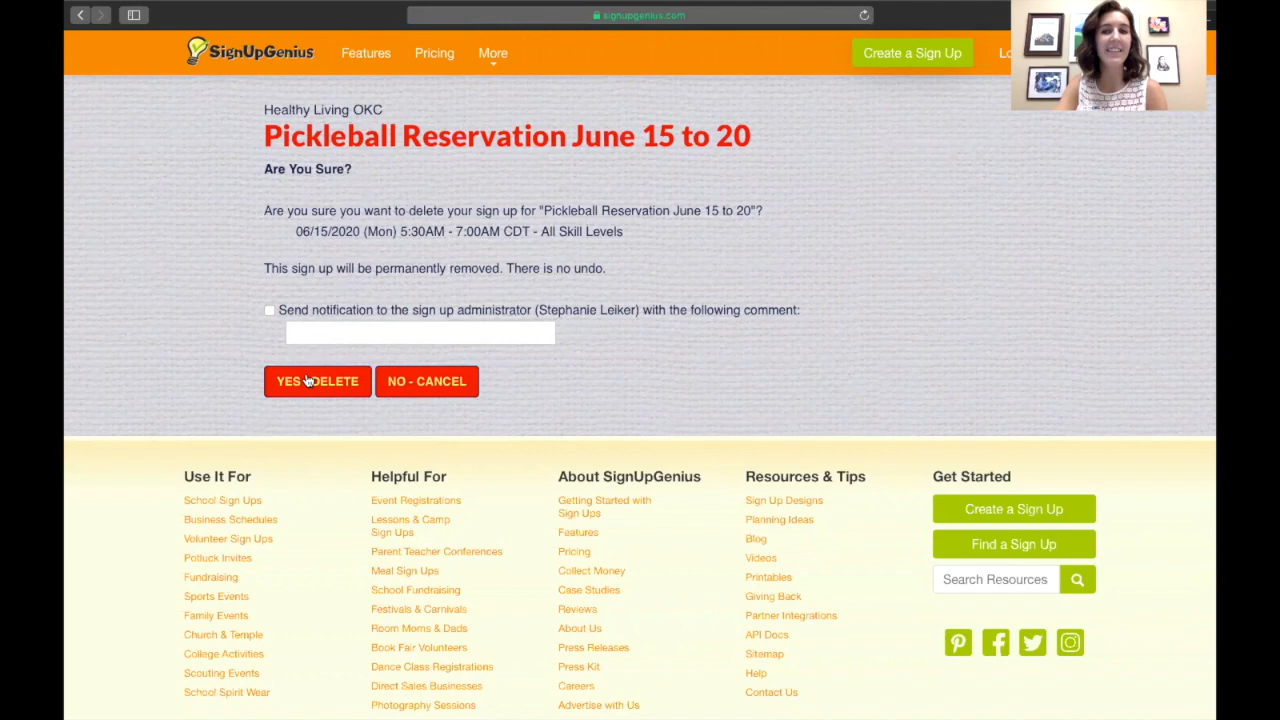 signupgenius.com
SignUpGenius
Features
Pricing
More
Create a Sign Up
Healthy Living OKC
Pickleball Reservation June 15 to 20
Are You Sure?
Are you sure you want to delete your sign up for "Pickleball Reservation June 15 to 20"?
06/15/2020 (Mon) 5:30AM - 7:00AM CDT - All Skill Levels
This sign up will be permanently removed. There is no undo.
Send notification to the sign up administrator (Stephanie Leiker) with the following comment:
YES - DELETE
NO - CANCEL
Use It For
School Sign Ups
Business Schedules
Volunteer Sign Ups
Potluck Invites
Fundraising
Sports Events
Family Events
Church & Temple
College Activities
Scouting Events
School Spirit Wear
Helpful For
Event Registrations
Lessons & Camp
Sign Ups
Parent Teacher Conferences
Meal Sign Ups
School Fundraising
Festivals & Carnivals
Room Moms & Dads
Book Fair Volunteers
Dance Class Registrations
Direct Sales Businesses
Photography Sessions
About SignUpGenius
Getting Started with
Sign Ups
Features
Pricing
Collect Money
Case Studies
Reviews
About Us
Press Releases
Press Kit
Careers
Advertise with Us
Resources & Tips
Sign Up Designs
Planning Ideas
Blog
Videos
Printables
Giving Back
Partner Integrations
API Docs
Sitemap
Help
Contact Us
Get Started
Create a Sign Up
Find a Sign Up
Search Resources